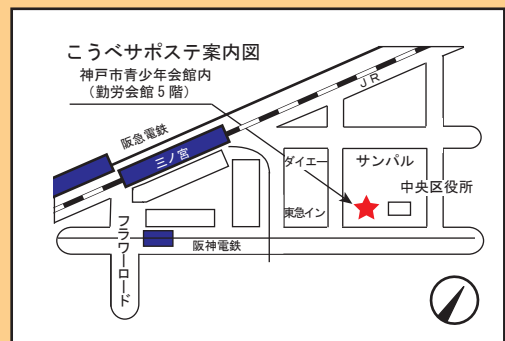 こうべサポステ案内図
神戸市青少年会館内
（勤労会館5階）
JR
阪急電鉄
三ノ宮
ダイエー
サンパル
中央区役所
東急イン
フラワーロード
阪神電鉄